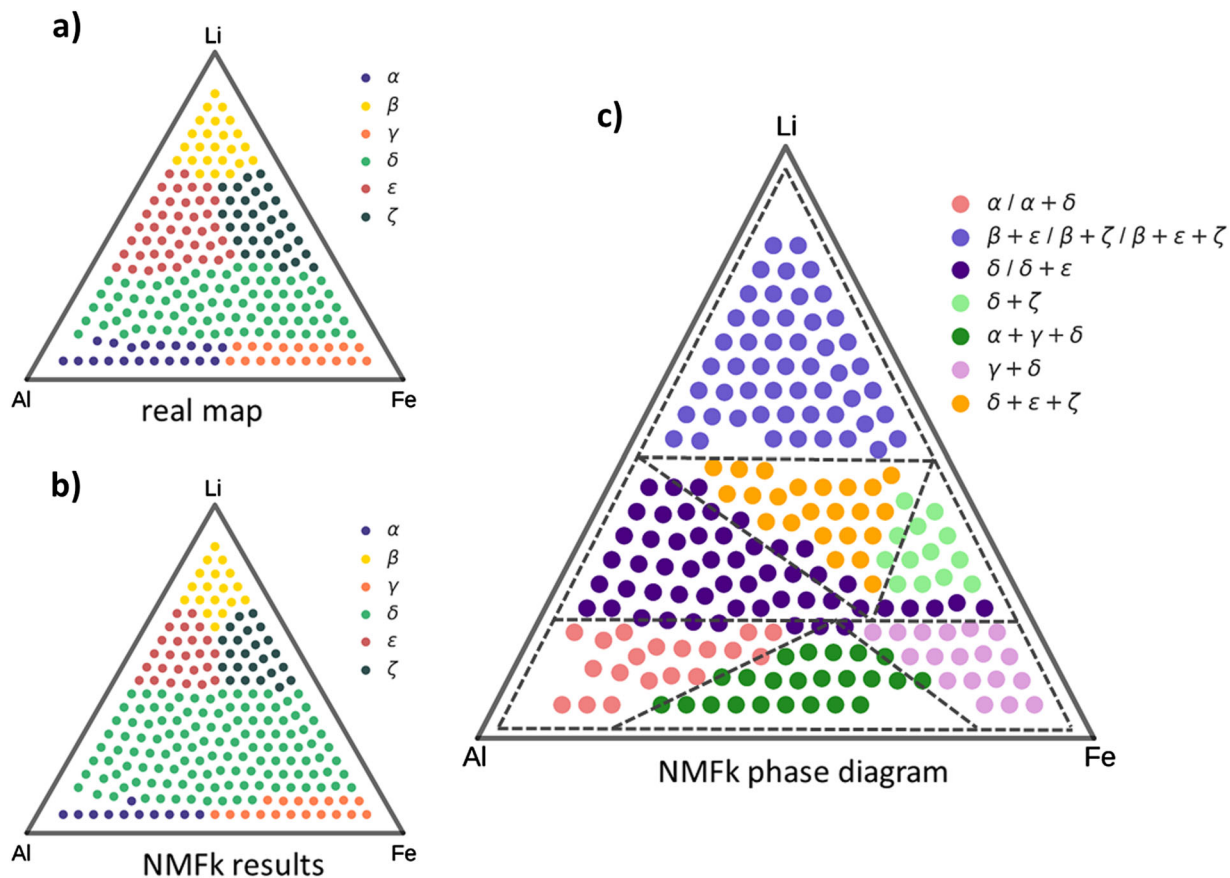 a)
Li
α
β
γ
δ
ε
ζ
Al
Fe
real map
b)
Li
α
β
γ
δ
ε
ζ
Al
Fe
NMFk results
c)
Li
α / α + δ
β + ε / β + ζ / β + ε + ζ
δ / δ + ε
δ + ζ
α + γ + δ
γ + δ
δ + ε + ζ
Al
Fe
NMFk phase diagram